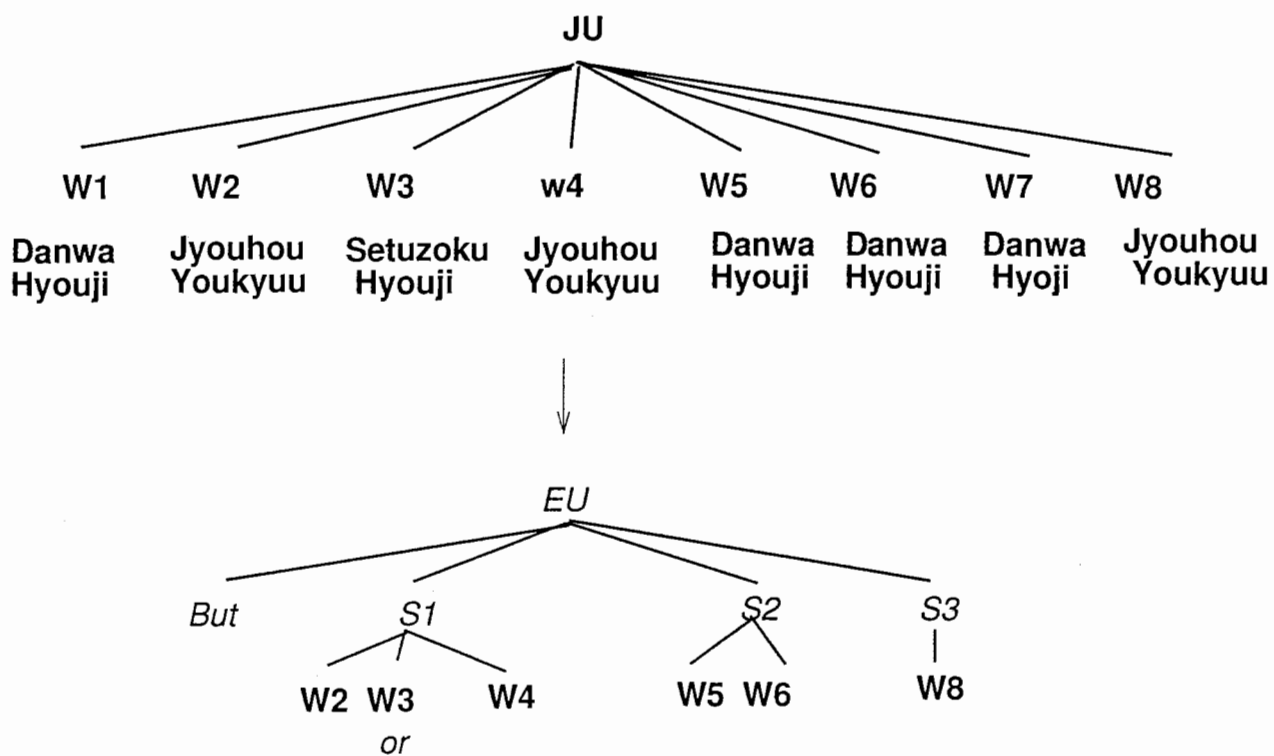 JU
W1 W2 W3 w4 W5 W6 W7 W8
Danwa Jyouhou Setuzoku Jyouhou Danwa Danwa Danwa Jyouhou
Hyouji Youkyuu Hyouji Youkyuu Hyouji Hyouji Hyoji Youkyuu
EU
But S1 S2 S3
W2 W3 W4 W5 W6 W8
or